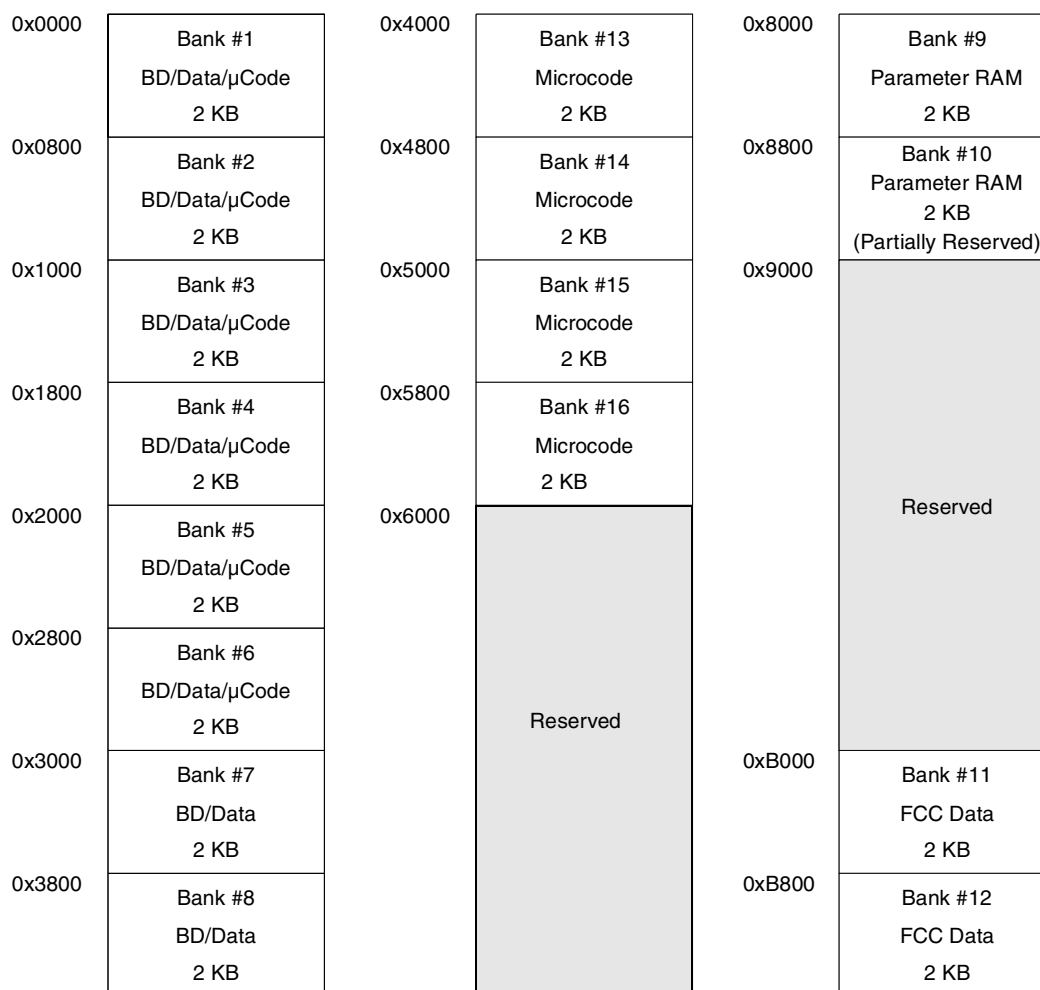 0x0000
Bank #1
BD/Data/µCode
2 KB
0x0800
Bank #2
BD/Data/µCode
2 KB
0x1000
Bank #3
BD/Data/µCode
2 KB
0x1800
Bank #4
BD/Data/µCode
2 KB
0x2000
Bank #5
BD/Data/µCode
2 KB
0x2800
Bank #6
BD/Data/µCode
2 KB
0x3000
Bank #7
BD/Data
2 KB
0x3800
Bank #8
BD/Data
2 KB
0x4000
Bank #13
Microcode
2 KB
0x4800
Bank #14
Microcode
2 KB
0x5000
Bank #15
Microcode
2 KB
0x5800
Bank #16
Microcode
2 KB
0x6000
Reserved
0x8000
Bank #9
Parameter RAM
2 KB
0x8800
Bank #10
Parameter RAM
2 KB
(Partially Reserved)
0x9000
Reserved
0xB000
Bank #11
FCC Data
2 KB
0xB800
Bank #12
FCC Data
2 KB